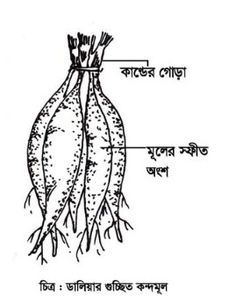 কান্ডের গোড়া
মূলের স্ফীত
অংশ
চিত্র : ডালিয়ার গুচ্ছিত কন্দমূল